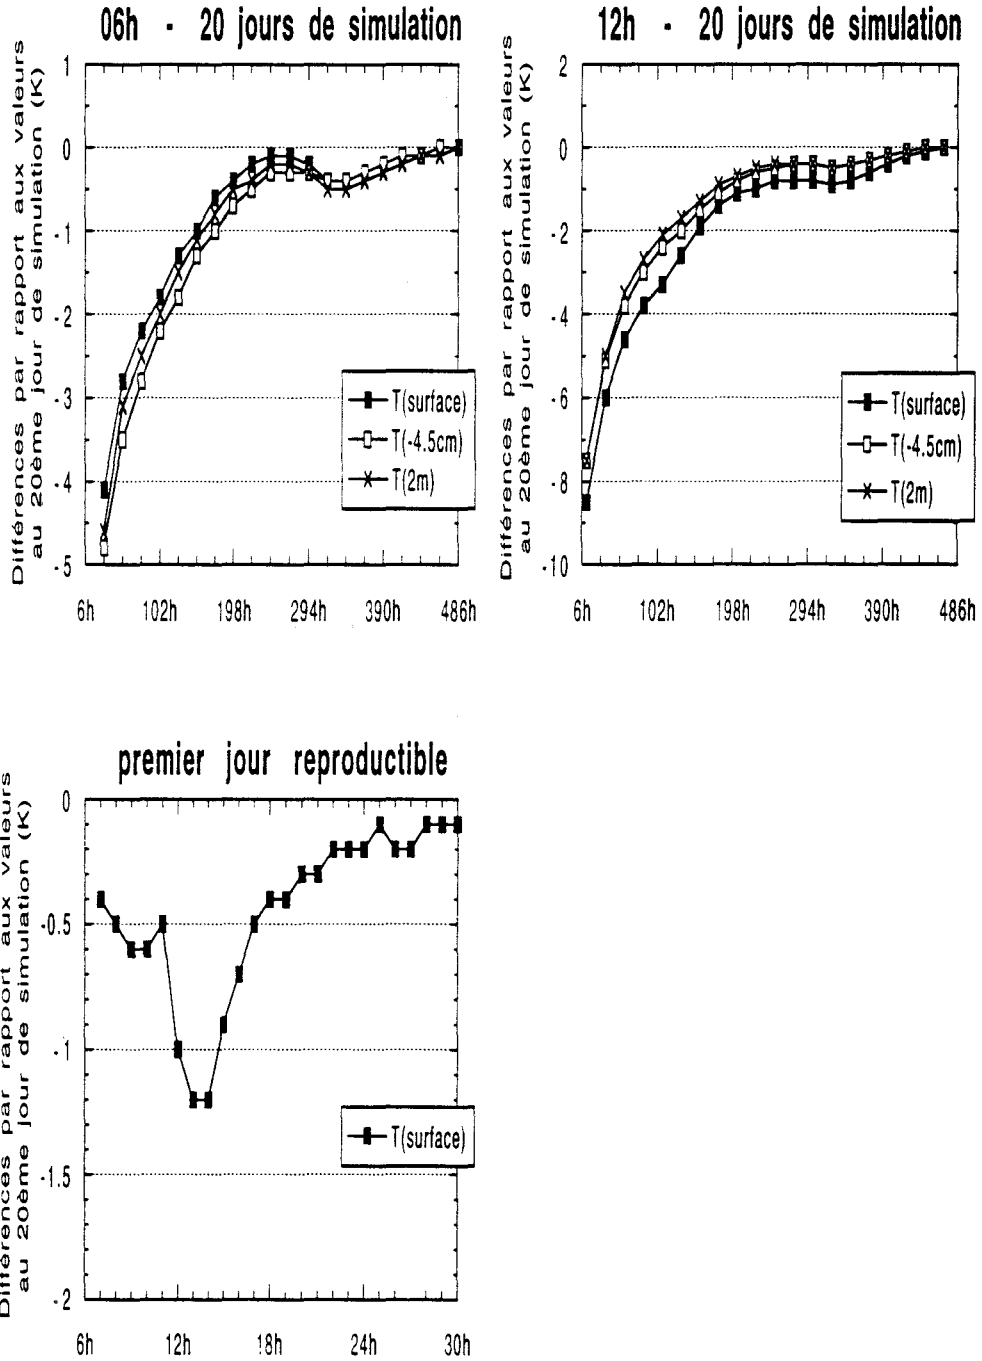 06h - 20 jours de simulation
Différences par rapport aux valeurs
au 20ème jour de simulation (K)
1
0
-1
-2
-3
-4
-5
T(surface)
T(-4.5cm)
T(2m)
6h 102h 198h 294h 390h 486h
12h - 20 jours de simulation
Différences par rapport aux valeurs
au 20ème jour de simulation (K)
2
0
-2
-4
-6
-8
-10
T(surface)
T(-4.5cm)
T(2m)
6h 102h 198h 294h 390h 486h
premier jour reproductible
Différences par rapport aux valeurs
au 20ème jour de simulation (K)
0
-0.5
-1
-1.5
-2
T(surface)
6h 12h 18h 24h 30h